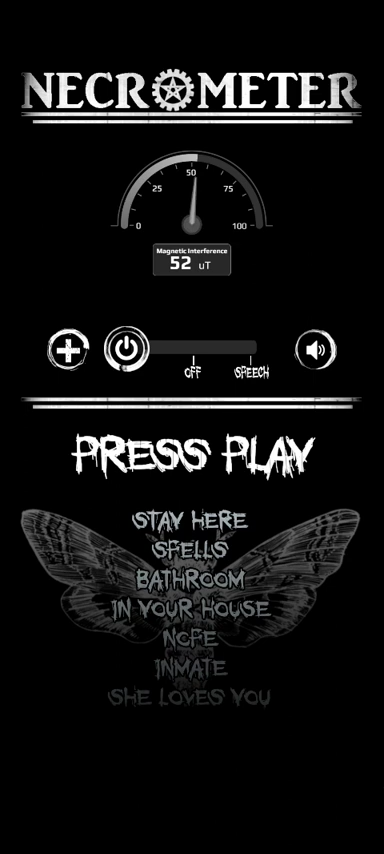 NECROMETER
0 25 50 75 100
Magnetic Interference
52 uT
OFF SPEECH
PRESS PLAY
STAY HERE
SPELLS
BATHROOM
IN YOUR HOUSE
NOPE
INMATE
SHE LOVES YOU